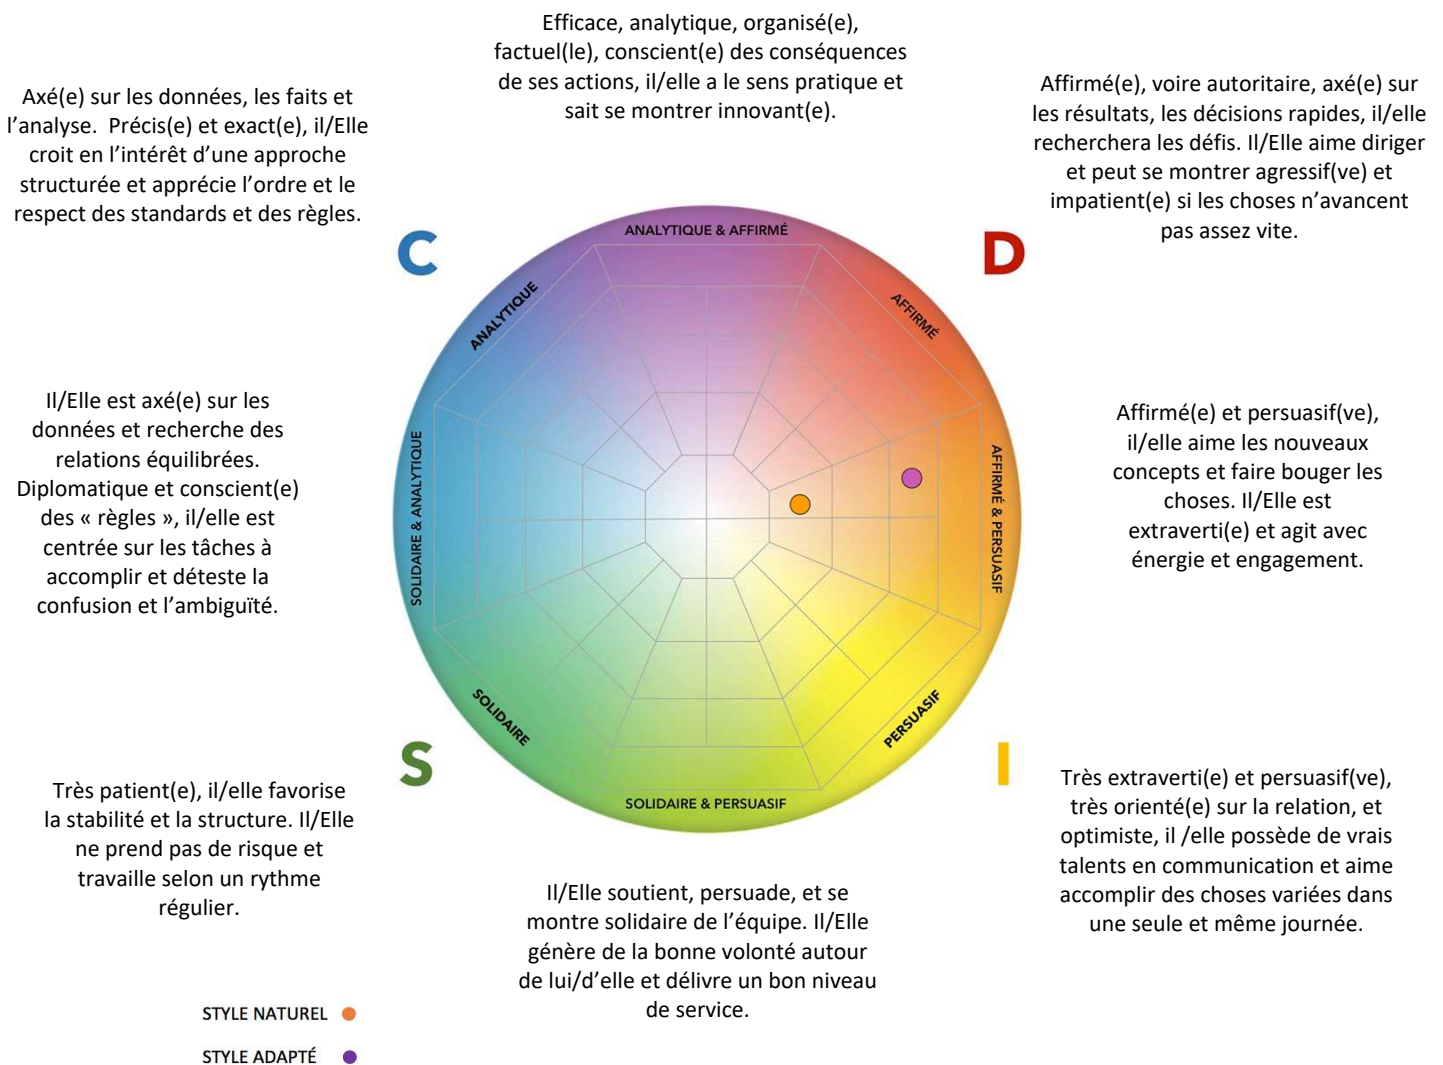 Efficace, analytique, organisé(e),
factuel(le), conscient(e) des conséquences
de ses actions, il/elle a le sens pratique et
sait se montrer innovant(e).
Axé(e) sur les données, les faits et
l’analyse.  Précis(e) et exact(e), il/Elle
croit en l’intérêt d’une approche
structurée et apprécie l’ordre et le
respect des standards et des règles.
Affirmé(e), voire autoritaire, axé(e) sur
les résultats, les décisions rapides, il/elle
recherchera les défis. Il/Elle aime diriger
et peut se montrer agressif(ve) et
impatient(e) si les choses n’avancent
pas assez vite.
C
D
ANALYTIQUE & AFFIRMÉ
ANALYTIQUE
AFFIRMÉ
Il/Elle est axé(e) sur les
données et recherche des
relations équilibrées.
Diplomatique et conscient(e)
des « règles », il/elle est
centrée sur les tâches à
accomplir et déteste la
confusion et l’ambiguïté.
SOLIDAIRE & ANALYTIQUE
AFFIRMÉ & PERSUASIF
Affirmé(e) et persuasif(ve),
il/elle aime les nouveaux
concepts et faire bouger les
choses. Il/Elle est
extraverti(e) et agit avec
énergie et engagement.
SOLIDAIRE
PERSUASIF
SOLIDAIRE & PERSUASIF
S
I
Très patient(e), il/elle favorise
la stabilité et la structure. Il/Elle
ne prend pas de risque et
travaille selon un rythme
régulier.
Il/Elle soutient, persuade, et se
montre solidaire de l’équipe. Il/Elle
génère de la bonne volonté autour
de lui/d’elle et délivre un bon niveau
de service.
Très extraverti(e) et persuasif(ve),
très orienté(e) sur la relation, et
optimiste, il /elle possède de vrais
talents en communication et aime
accomplir des choses variées dans
une seule et même journée.
STYLE NATUREL
STYLE ADAPTÉ